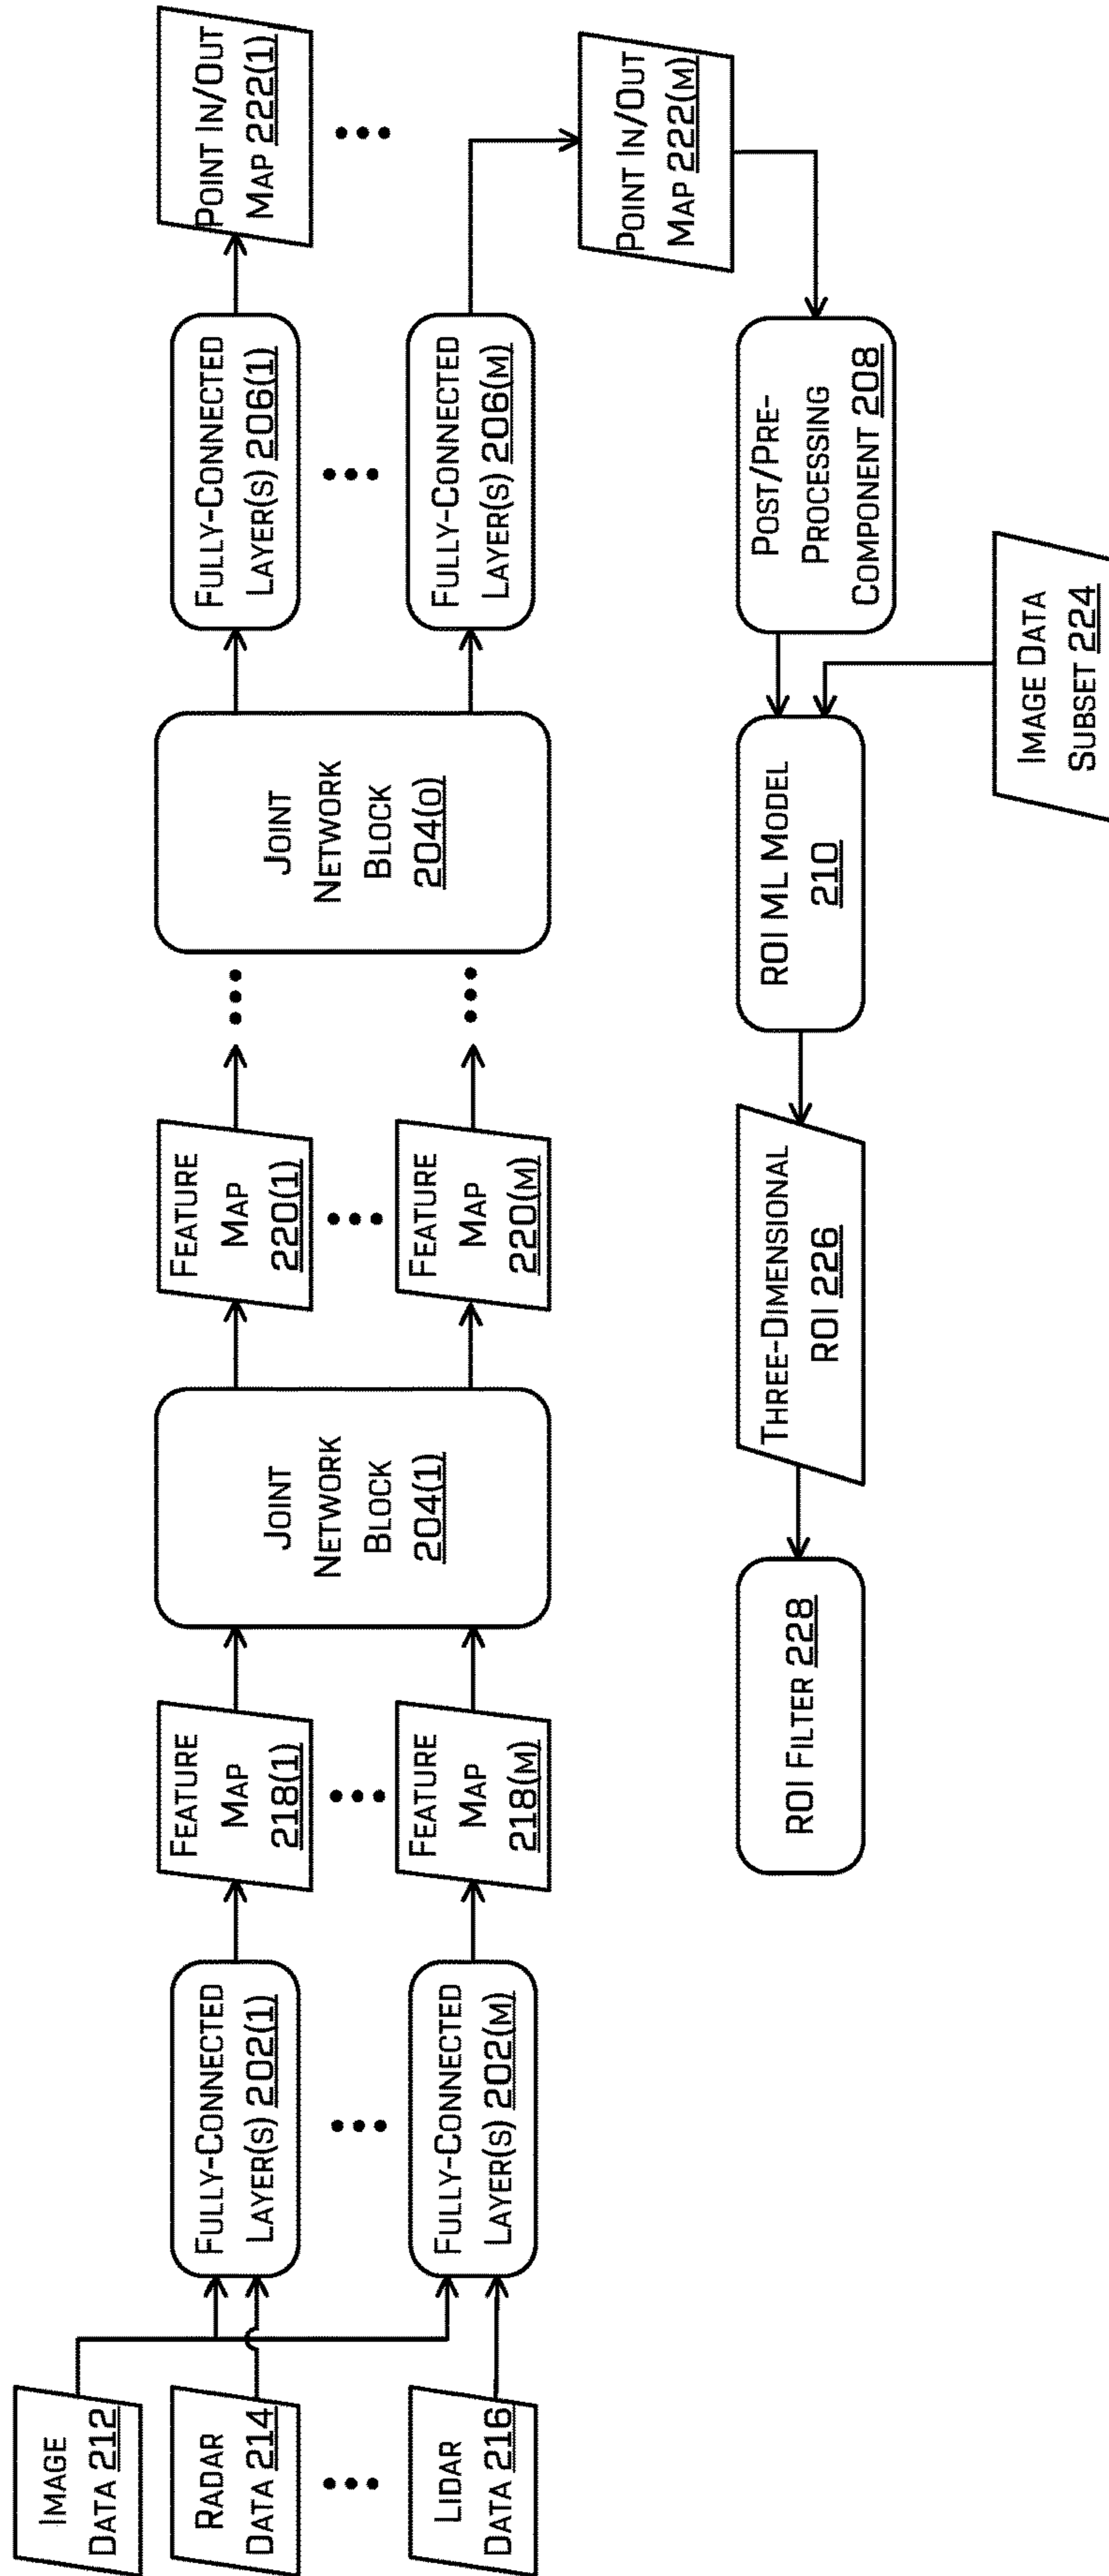 IMAGE
DATA 212
RADAR
DATA 214
LIDAR
DATA 216
FULLY-CONNECTED
LAYER(S) 202(1)
FULLY-CONNECTED
LAYER(S) 202(M)
FEATURE
MAP
218(1)
FEATURE
MAP
218(M)
JOINT
NETWORK
BLOCK
204(1)
FEATURE
MAP
220(1)
FEATURE
MAP
220(M)
JOINT
NETWORK
BLOCK
204(O)
FULLY-CONNECTED
LAYER(S) 206(1)
FULLY-CONNECTED
LAYER(S) 206(M)
POINT IN/OUT
MAP 222(1)
POINT IN/OUT
MAP 222(M)
POST/PRE-
PROCESSING
COMPONENT 208
IMAGE DATA
SUBSET 224
ROI ML MODEL
210
THREE-DIMENSIONAL
ROI 226
ROI FILTER 228